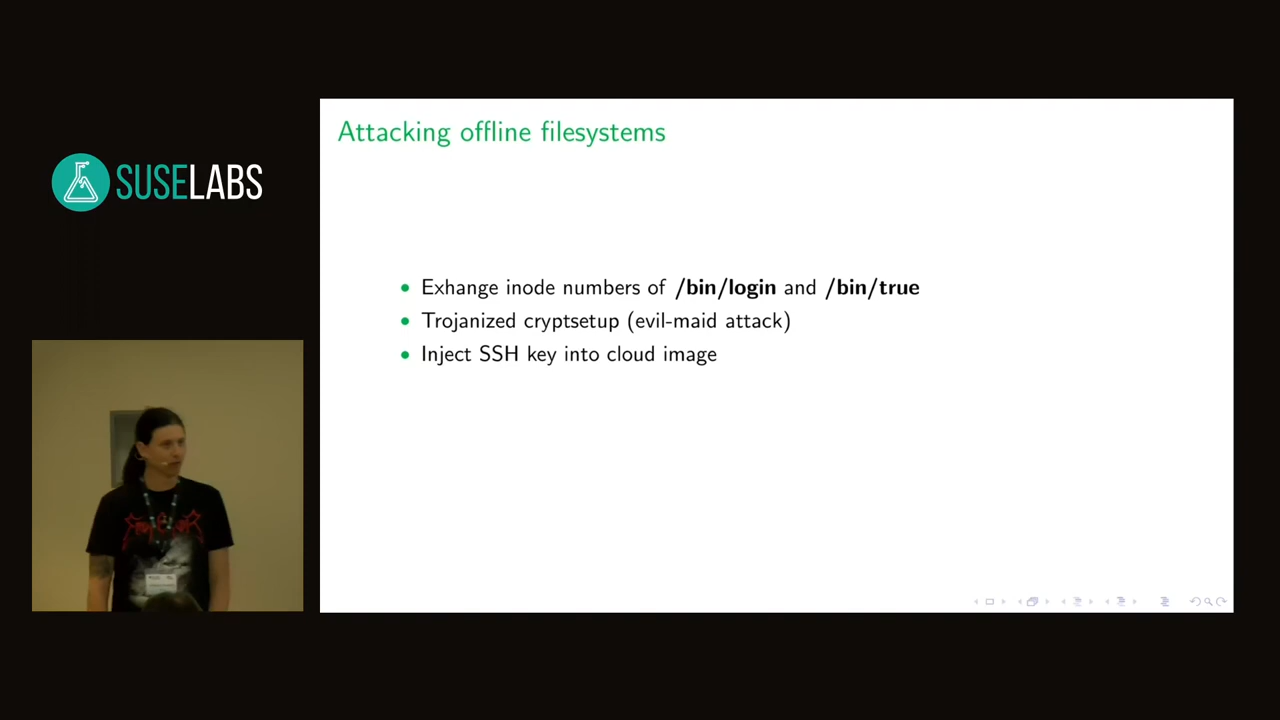 SUSELABS
Attacking offline filesystems
Exhange inode numbers of /bin/login and /bin/true
Trojanized cryptsetup (evil-maid attack)
Inject SSH key into cloud image